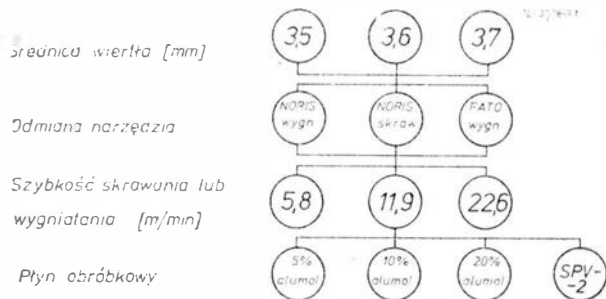 3,5 3,6 3,7
Średnica wiertła [mm]
NORIS NORIS FATO
wygn skraw wygn
Odmiana narzędzia
Szybkość skrawania lub
5,8 11,9 22,6
wygniatania [m/min]
5% 10% 20%
alumol alumol alumol SPV-
-2
Płyn obróbkowy